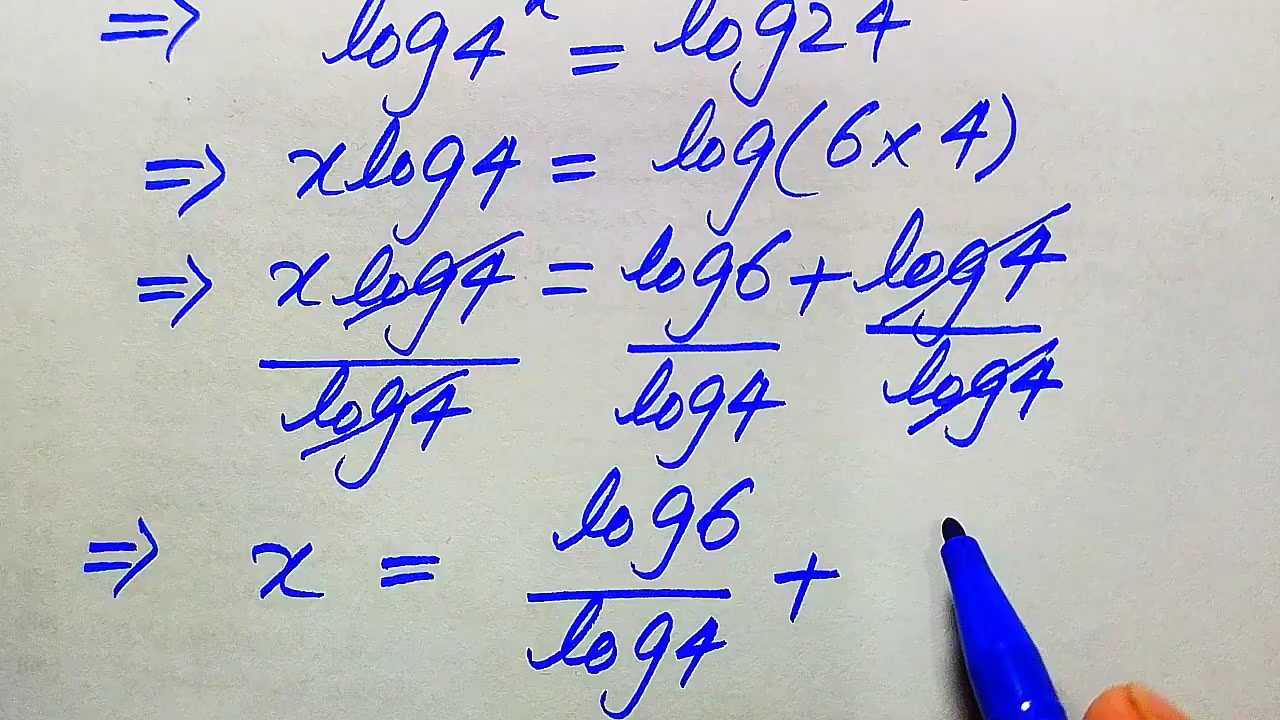 => log4^x = log24
=> xlog4 = log(6×4)
=> xlog4/log4 = log6/log4 + log4/log4
=> x = log6/log4 +